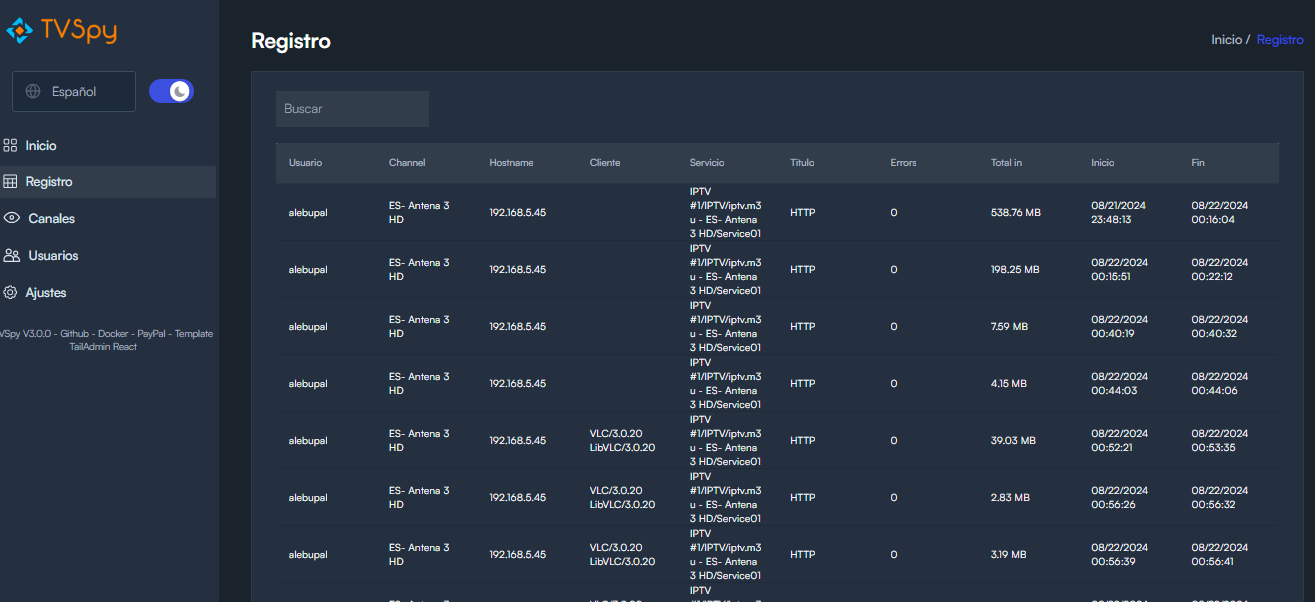 TVSpy
Español
Inicio
Registro
Canales
Usuarios
Ajustes
VSpy V3.0.0 - Github - Docker - PayPal - Template
TailAdmin React
Registro
Inicio / Registro
Buscar
Usuario Channel Hostname Cliente Servicio Titulo Errors Total in Inicio Fin
alebupal
ES- Antena 3
HD
192.168.5.45
IPTV
#1/IPTV/iptv.m3
u - ES- Antena
3 HD/Service01
HTTP
0
538.76 MB
08/21/2024
23:48:13
08/22/2024
00:16:04
alebupal
ES- Antena 3
HD
192.168.5.45
IPTV
#1/IPTV/iptv.m3
u - ES- Antena
3 HD/Service01
HTTP
0
198.25 MB
08/22/2024
00:15:51
08/22/2024
00:22:12
alebupal
ES- Antena 3
HD
192.168.5.45
IPTV
#1/IPTV/iptv.m3
u - ES- Antena
3 HD/Service01
HTTP
0
7.59 MB
08/22/2024
00:40:19
08/22/2024
00:40:32
alebupal
ES- Antena 3
HD
192.168.5.45
IPTV
#1/IPTV/iptv.m3
u - ES- Antena
3 HD/Service01
HTTP
0
4.15 MB
08/22/2024
00:44:03
08/22/2024
00:44:06
alebupal
ES- Antena 3
HD
192.168.5.45
VLC/3.0.20
LibVLC/3.0.20
IPTV
#1/IPTV/iptv.m3
u - ES- Antena
3 HD/Service01
HTTP
0
39.03 MB
08/22/2024
00:52:21
08/22/2024
00:53:35
alebupal
ES- Antena 3
HD
192.168.5.45
VLC/3.0.20
LibVLC/3.0.20
IPTV
#1/IPTV/iptv.m3
u - ES- Antena
3 HD/Service01
HTTP
0
2.83 MB
08/22/2024
00:56:26
08/22/2024
00:56:32
alebupal
ES- Antena 3
HD
192.168.5.45
VLC/3.0.20
LibVLC/3.0.20
IPTV
#1/IPTV/iptv.m3
u - ES- Antena
3 HD/Service01
HTTP
0
3.19 MB
08/22/2024
00:56:39
08/22/2024
00:56:41
IPTV